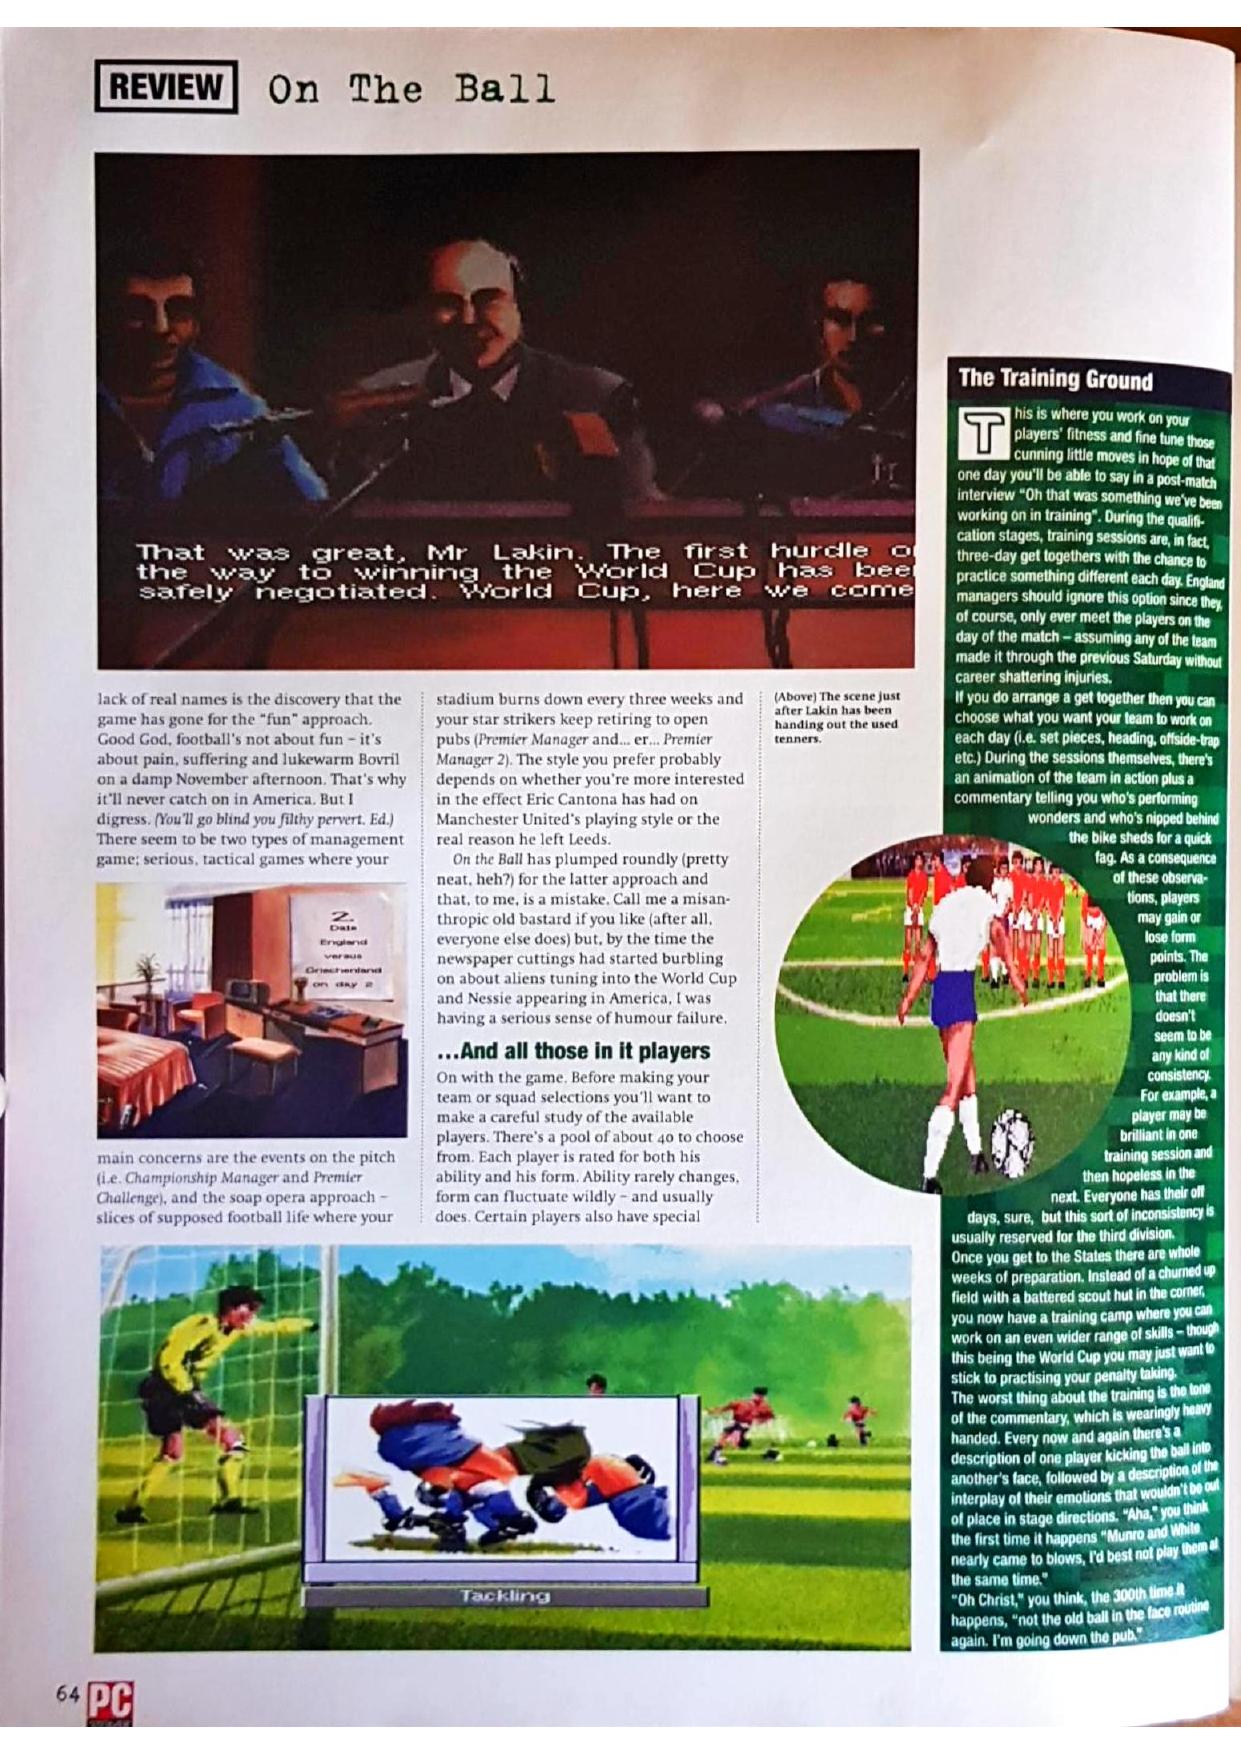 REVIEW On The Ball
That was great, Mr Lakin. The first hurdle
the way to winning the World Cup has
safely negotiated. World Cup, here we come
lack of real names is the discovery that the
game has gone for the "fun" approach.
Good God, football's not about fun – it's
about pain, suffering and lukewarm Bovril
on a damp November afternoon. That's why
it'll never catch on in America. But I
digress. (You'll go blind you filthy pervert. Ed.)
There seem to be two types of management
game; serious, tactical games where your
2.
Date
England
versus
Griechenland
on day 2
main concerns are the events on the pitch
(i.e. Championship Manager and Premier
Challenge), and the soap opera approach –
slices of supposed football life where your
stadium burns down every three weeks and
your star strikers keep retiring to open
pubs (Premier Manager and... er... Premier
Manager 2). The style you prefer probably
depends on whether you're more interested
in the effect Eric Cantona has had on
Manchester United's playing style or the
real reason he left Leeds.
On the Ball has plumped roundly (pretty
neat, heh?) for the latter approach and
that, to me, is a mistake. Call me a misan-
thropic old bastard if you like (after all,
everyone else does) but, by the time the
newspaper cuttings had started burbling
on about aliens tuning into the World Cup
and Nessie appearing in America, I was
having a serious sense of humour failure.
...And all those in it players
On with the game. Before making your
team or squad selections you'll want to
make a careful study of the available
players. There's a pool of about 40 to choose
from. Each player is rated for both his
ability and his form. Ability rarely changes,
form can fluctuate wildly – and usually
does. Certain players also have special
(Above) The scene just
after Lakin has been
handing out the used
tenners.
Tackling
The Training Ground
This is where you work on your
players' fitness and fine tune those
cunning little moves in hope of that
one day you'll be able to say in a post-match
interview "Oh that was something we've been
working on in training". During the qualifi-
cation stages, training sessions are, in fact,
three-day get togethers with the chance to
practice something different each day. England
managers should ignore this option since they,
of course, only ever meet the players on the
day of the match – assuming any of the team
made it through the previous Saturday without
career shattering injuries.
If you do arrange a get together then you can
choose what you want your team to work on
each day (i.e. set pieces, heading, offside-trap
etc.) During the sessions themselves, there's
an animation of the team in action plus a
commentary telling you who's performing
wonders and who's nipped behind
the bike sheds for a quick
fag. As a consequence
of these observa-
tions, players
may gain or
lose form
points. The
problem is
that there
doesn't
seem to be
any kind of
consistency.
For example, a
player may be
brilliant in one
training session and
then hopeless in the
next. Everyone has their off
days, sure, but this sort of inconsistency is
usually reserved for the third division.
Once you get to the States there are whole
weeks of preparation. Instead of a churned up
field with a battered scout hut in the corner,
you now have a training camp where you can
work on an even wider range of skills – though
this being the World Cup you may just want to
stick to practising your penalty taking.
The worst thing about the training is the tone
of the commentary, which is wearingly heavy
handed. Every now and again there's a
description of one player kicking the ball into
another's face, followed by a description of the
interplay of their emotions that wouldn't be out
of place in stage directions. "Aha," you think
the first time it happens "Munro and White
nearly came to blows, I'd best not play them at
the same time."
"Oh Christ," you think, the 300th time it
happens, "not the old ball in the face routine
again. I'm going down the pub."
64 PC